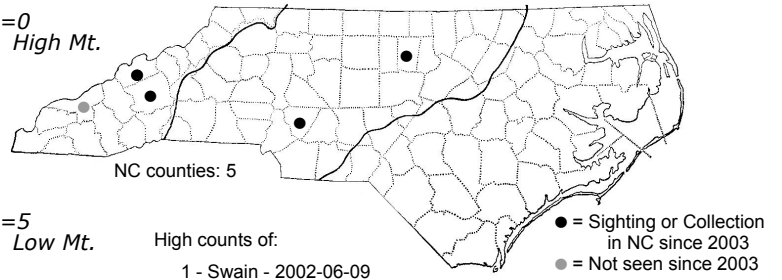 =0
High Mt.
NC counties: 5
=5
Low Mt.
High counts of:
1 - Swain - 2002-06-09
= Sighting or Collection
in NC since 2003
= Not seen since 2003